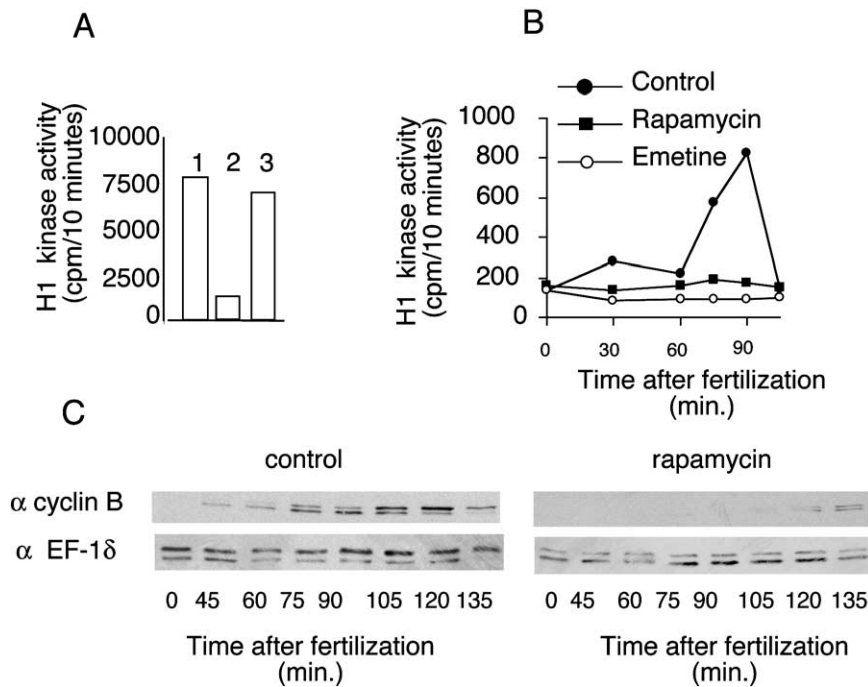 A
H1 kinase activity
(cpm/10 minutes)
10000
7500
5000
2500
0
1 2 3
B
Control
Rapamycin
Emetine
H1 kinase activity
(cpm/10 minutes)
1000
800
600
400
200
0
0 30 60 90
Time after fertilization
(min.)
C
control
rapamycin
α cyclin B
α EF-1δ
0 45 60 75 90 105 120 135
0 45 60 75 90 105 120 135
Time after fertilization
(min.)
Time after fertilization
(min.)